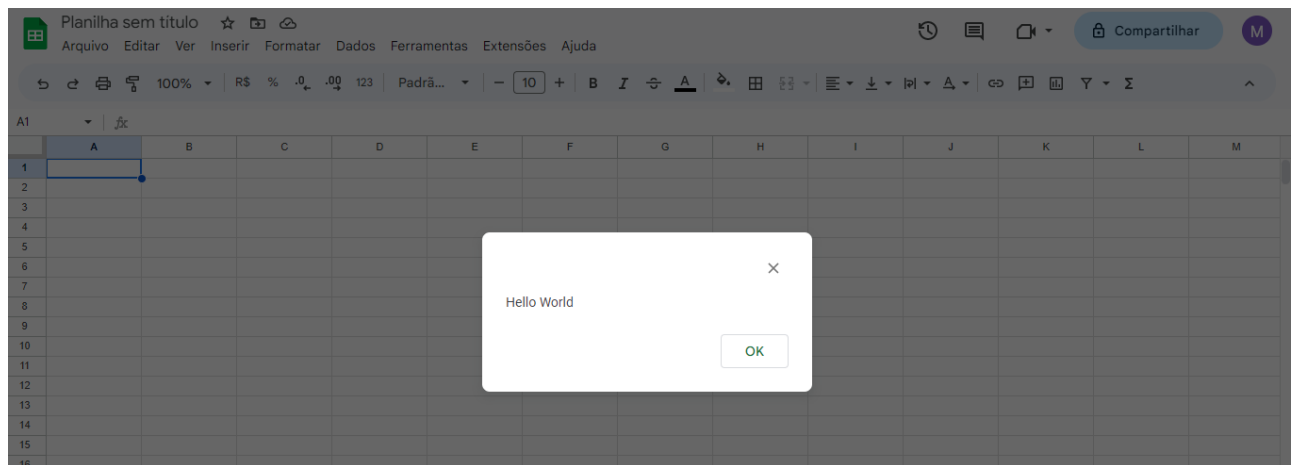 Planilha sem título
Arquivo Editar Ver Inserir Formatar Dados Ferramentas Extensões Ajuda
Compartilhar
M
100% R$ % .0 .00 123 Padrã... − 10 + B I A Σ
A1 fx
A B C D E F G H I J K L M
1
2
3
4
5
6
7
Hello World
8
9
10
OK
11
12
13
14
15
16